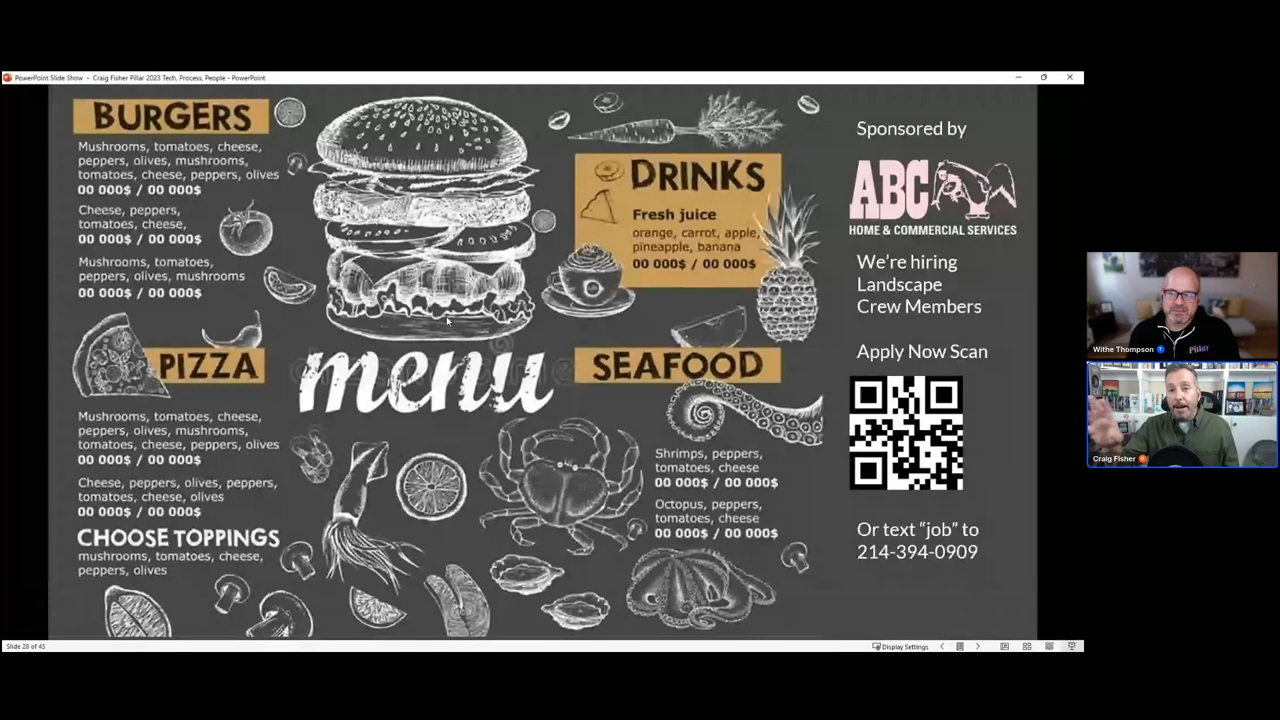 PowerPoint Slide Show - Craig Fisher Pillar 2023 Tech, Process, People - PowerPoint
BURGERS
Mushrooms, tomatoes, cheese,
peppers, olives, mushrooms,
tomatoes, cheese, peppers, olives
00 000$ / 00 000$
Cheese, peppers,
tomatoes, cheese,
00 000$ / 00 000$
Mushrooms, tomatoes,
peppers, olives, mushrooms
00 000$ / 00 000$
PIZZA
Mushrooms, tomatoes, cheese,
peppers, olives, mushrooms,
tomatoes, cheese, peppers, olives
00 000$ / 00 000$
Cheese, peppers, olives, peppers,
tomatoes, cheese, olives
00 000$ / 00 000$
CHOOSE TOPPINGS
mushrooms, tomatoes, cheese,
peppers, olives
menu
DRINKS
Fresh juice
orange, carrot, apple,
pineapple, banana
00 000$ / 00 000$
SEAFOOD
Shrimps, peppers,
tomatoes, cheese
00 000$ / 00 000$
Octopus, peppers,
tomatoes, cheese
00 000$ / 00 000$
Sponsored by
ABC
HOME & COMMERCIAL SERVICES
We're hiring
Landscape
Crew Members
Apply Now Scan
Or text “job” to
214-394-0909
Pillar
Withe Thompson
Craig Fisher
Slide 28 of 45
Display Settings